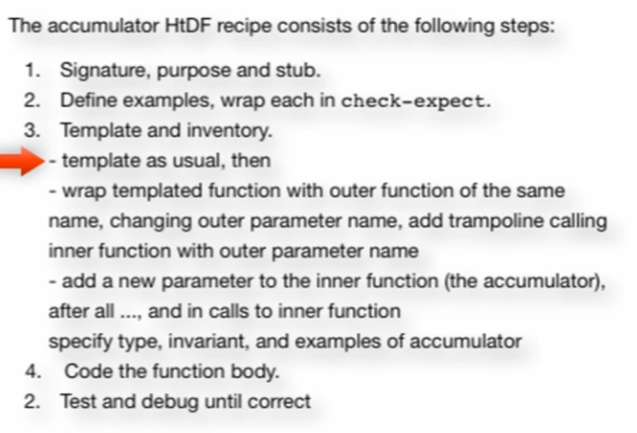 The accumulator HtDF recipe consists of the following steps:
1. Signature, purpose and stub.
2. Define examples, wrap each in check-expect.
3. Template and inventory.
- template as usual, then
- wrap templated function with outer function of the same
name, changing outer parameter name, add trampoline calling
inner function with outer parameter name
- add a new parameter to the inner function (the accumulator),
after all ..., and in calls to inner function
specify type, invariant, and examples of accumulator
4. Code the function body.
2. Test and debug until correct